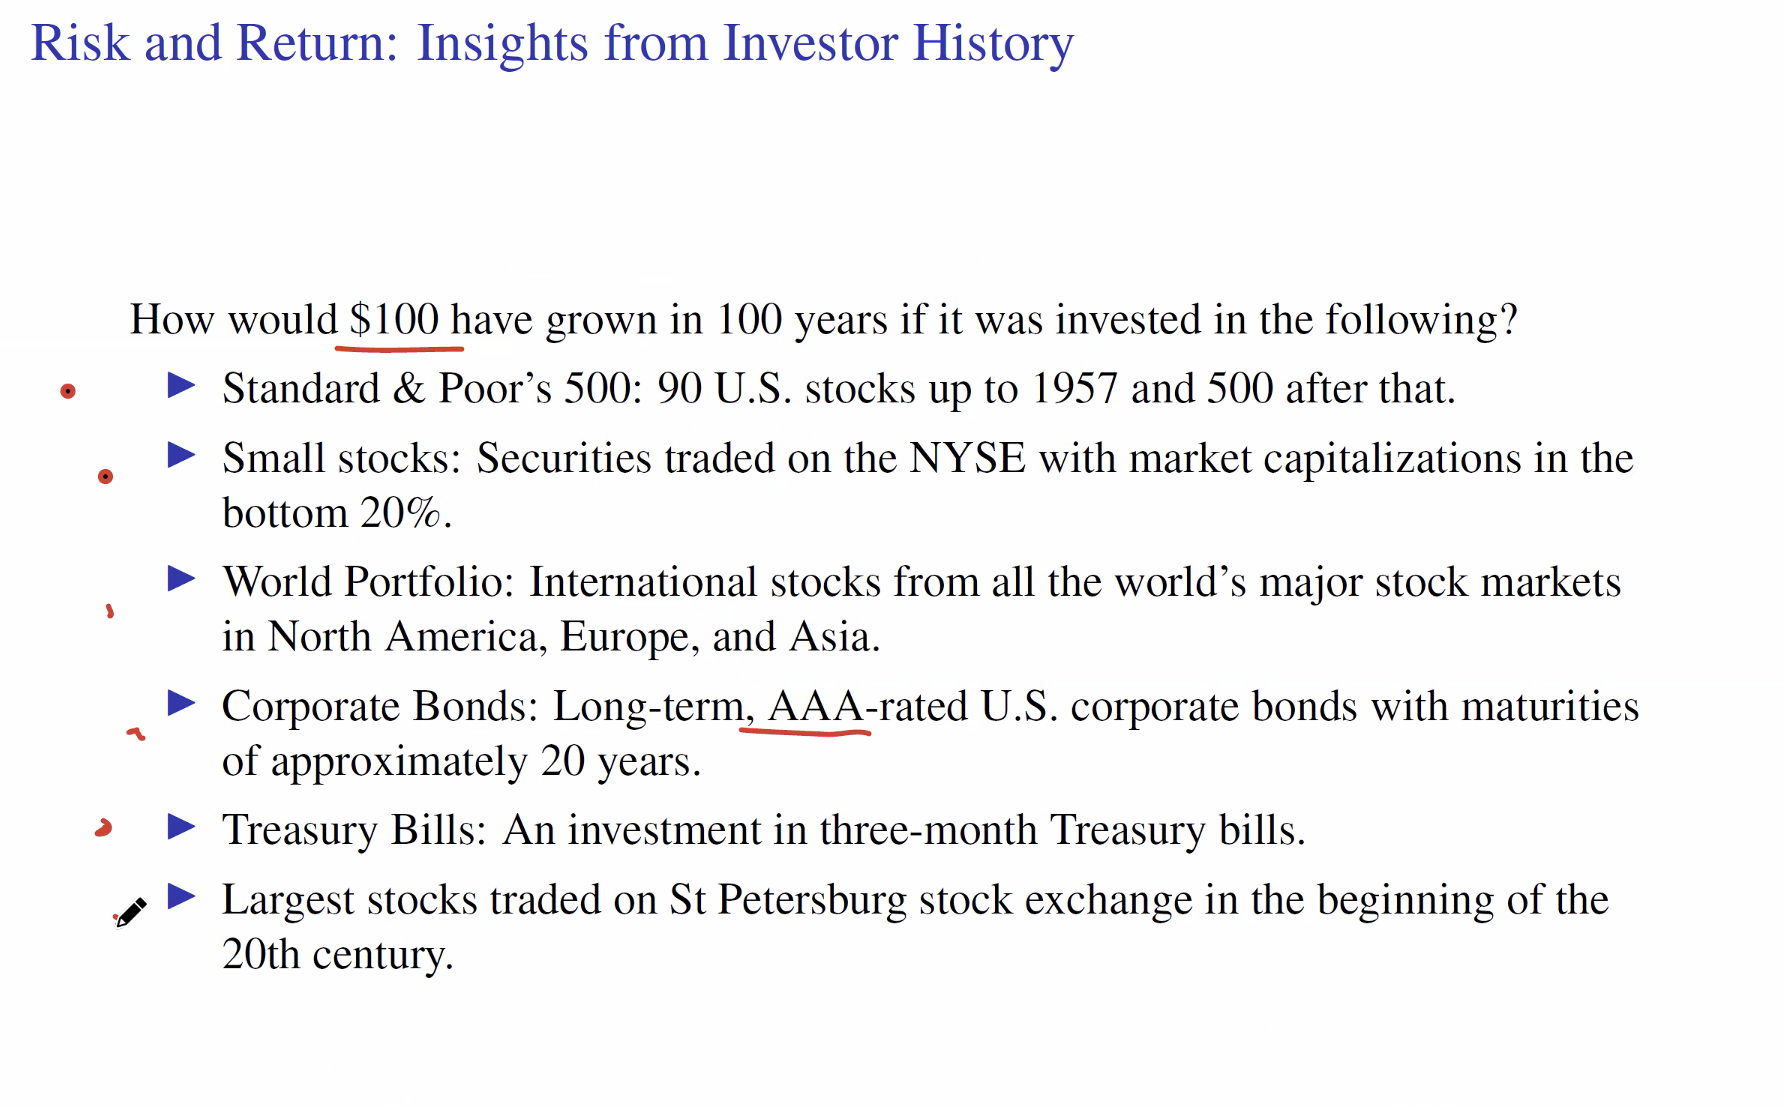 Risk and Return: Insights from Investor History
How would $100 have grown in 100 years if it was invested in the following?
Standard & Poor's 500: 90 U.S. stocks up to 1957 and 500 after that.
Small stocks: Securities traded on the NYSE with market capitalizations in the
bottom 20%.
World Portfolio: International stocks from all the world's major stock markets
in North America, Europe, and Asia.
Corporate Bonds: Long-term, AAA-rated U.S. corporate bonds with maturities
of approximately 20 years.
Treasury Bills: An investment in three-month Treasury bills.
Largest stocks traded on St Petersburg stock exchange in the beginning of the
20th century.